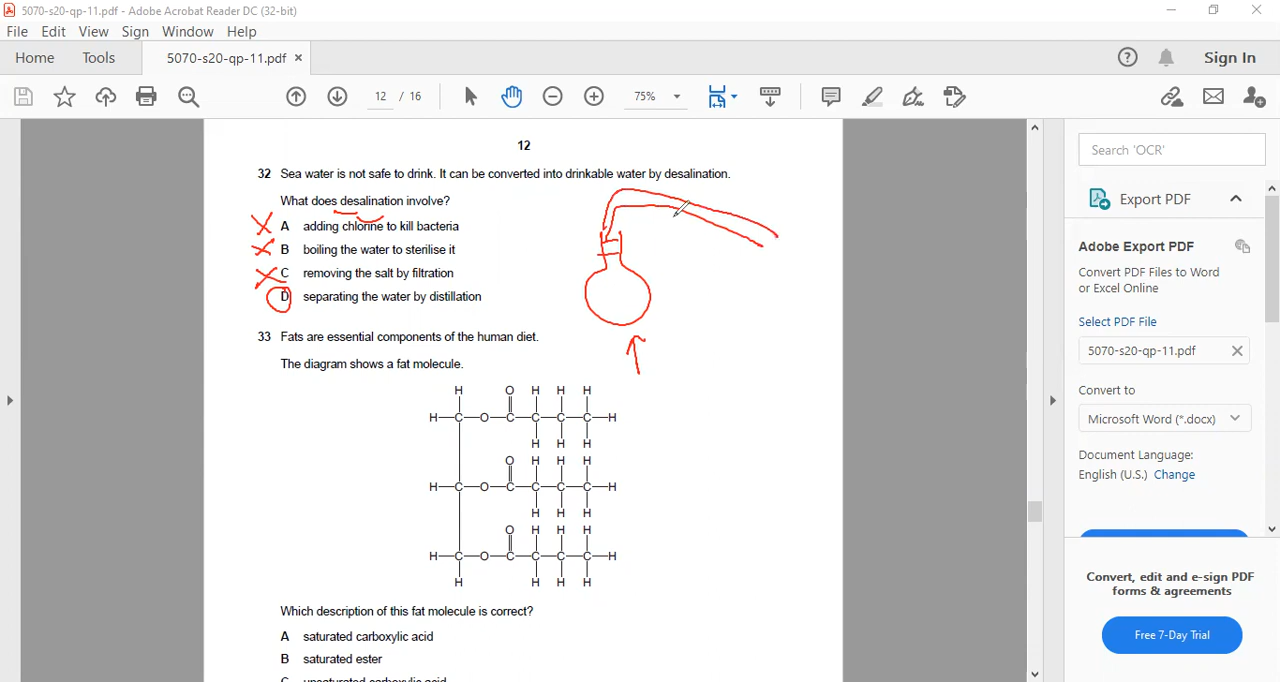 5070-s20-qp-11.pdf - Adobe Acrobat Reader DC (32-bit)
File Edit View Sign Window Help
Home Tools 5070-s20-qp-11.pdf × Sign In
12 / 16 75%
12
32 Sea water is not safe to drink. It can be converted into drinkable water by desalination.
What does desalination involve?
A adding chlorine to kill bacteria
B boiling the water to sterilise it
C removing the salt by filtration
D separating the water by distillation
33 Fats are essential components of the human diet.
The diagram shows a fat molecule.
H O H H H
H C O C C C C H
H H H
O H H H
H C O C C C C H
H H H
O H H H
H C O C C C C H
H H H H
Which description of this fat molecule is correct?
A saturated carboxylic acid
B saturated ester
C unsaturated carboxylic acid
Search 'OCR'
Export PDF
Adobe Export PDF
Convert PDF Files to Word
or Excel Online
Select PDF File
5070-s20-qp-11.pdf
Convert to
Microsoft Word (*.docx)
Document Language:
English (U.S.) Change
Convert, edit and e-sign PDF
forms & agreements
Free 7-Day Trial